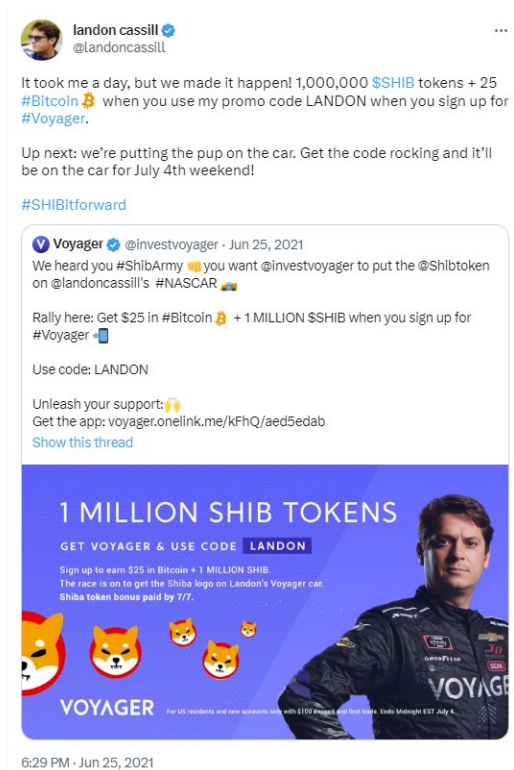 landon cassill
@landoncassill
It took me a day, but we made it happen! 1,000,000 $SHIB tokens + 25
#Bitcoin when you use my promo code LANDON when you sign up for
#Voyager.
Up next: we're putting the pup on the car. Get the code rocking and it'll
be on the car for July 4th weekend!
#SHIBitforward
Voyager @investvoyager · Jun 25, 2021
We heard you #ShibArmy 👊 you want @investvoyager to put the @Shibtoken
on @landoncassill's #NASCAR 🏎️
Rally here: Get $25 in #Bitcoin + 1 MILLION $SHIB when you sign up for
#Voyager 📲
Use code: LANDON
Unleash your support:🙌
Get the app: voyager.onelink.me/kFhQ/aed5edab
Show this thread
1 MILLION SHIB TOKENS
GET VOYAGER & USE CODE LANDON
Sign up to earn $25 in Bitcoin + 1 MILLION SHIB.
The race is on to get the Shiba logo on Landon's Voyager car.
Shiba token bonus paid by 7/7.
VOYAGER
For US residents and new accounts only with $100 deposit and first trade. Ends Midnight EST July 4.
xfinity
GOODYEAR
VOYAGE
6:29 PM · Jun 25, 2021